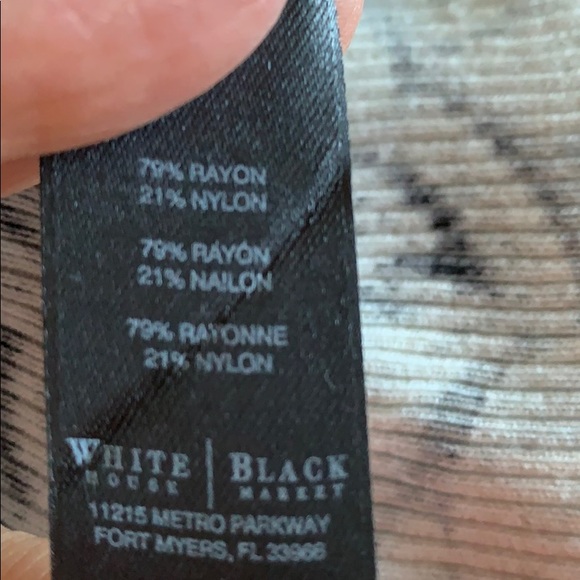 79% RAYON
21% NYLON
79% RAYON
21% NAILON
79% RAYONNE
21% NYLON
WHITE | BLACK
HOUSE MARKET
11215 METRO PARKWAY
FORT MYERS, FL 33966